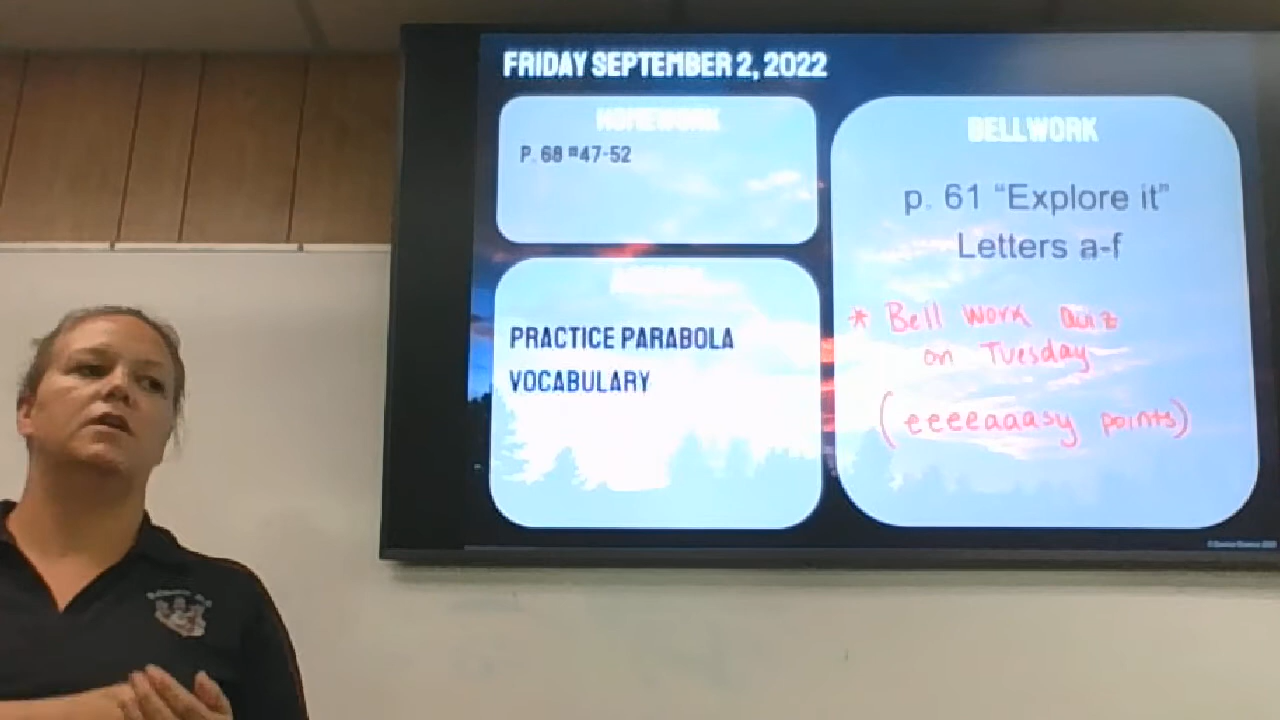 FRIDAY SEPTEMBER 2, 2022
HOMEWORK
P. 68 #47-52
PRACTICE PARABOLA
VOCABULARY
BELLWORK
p. 61 “Explore it”
Letters a-f
* Bell work Quiz
on Tuesday
(eeeeaaasy points)